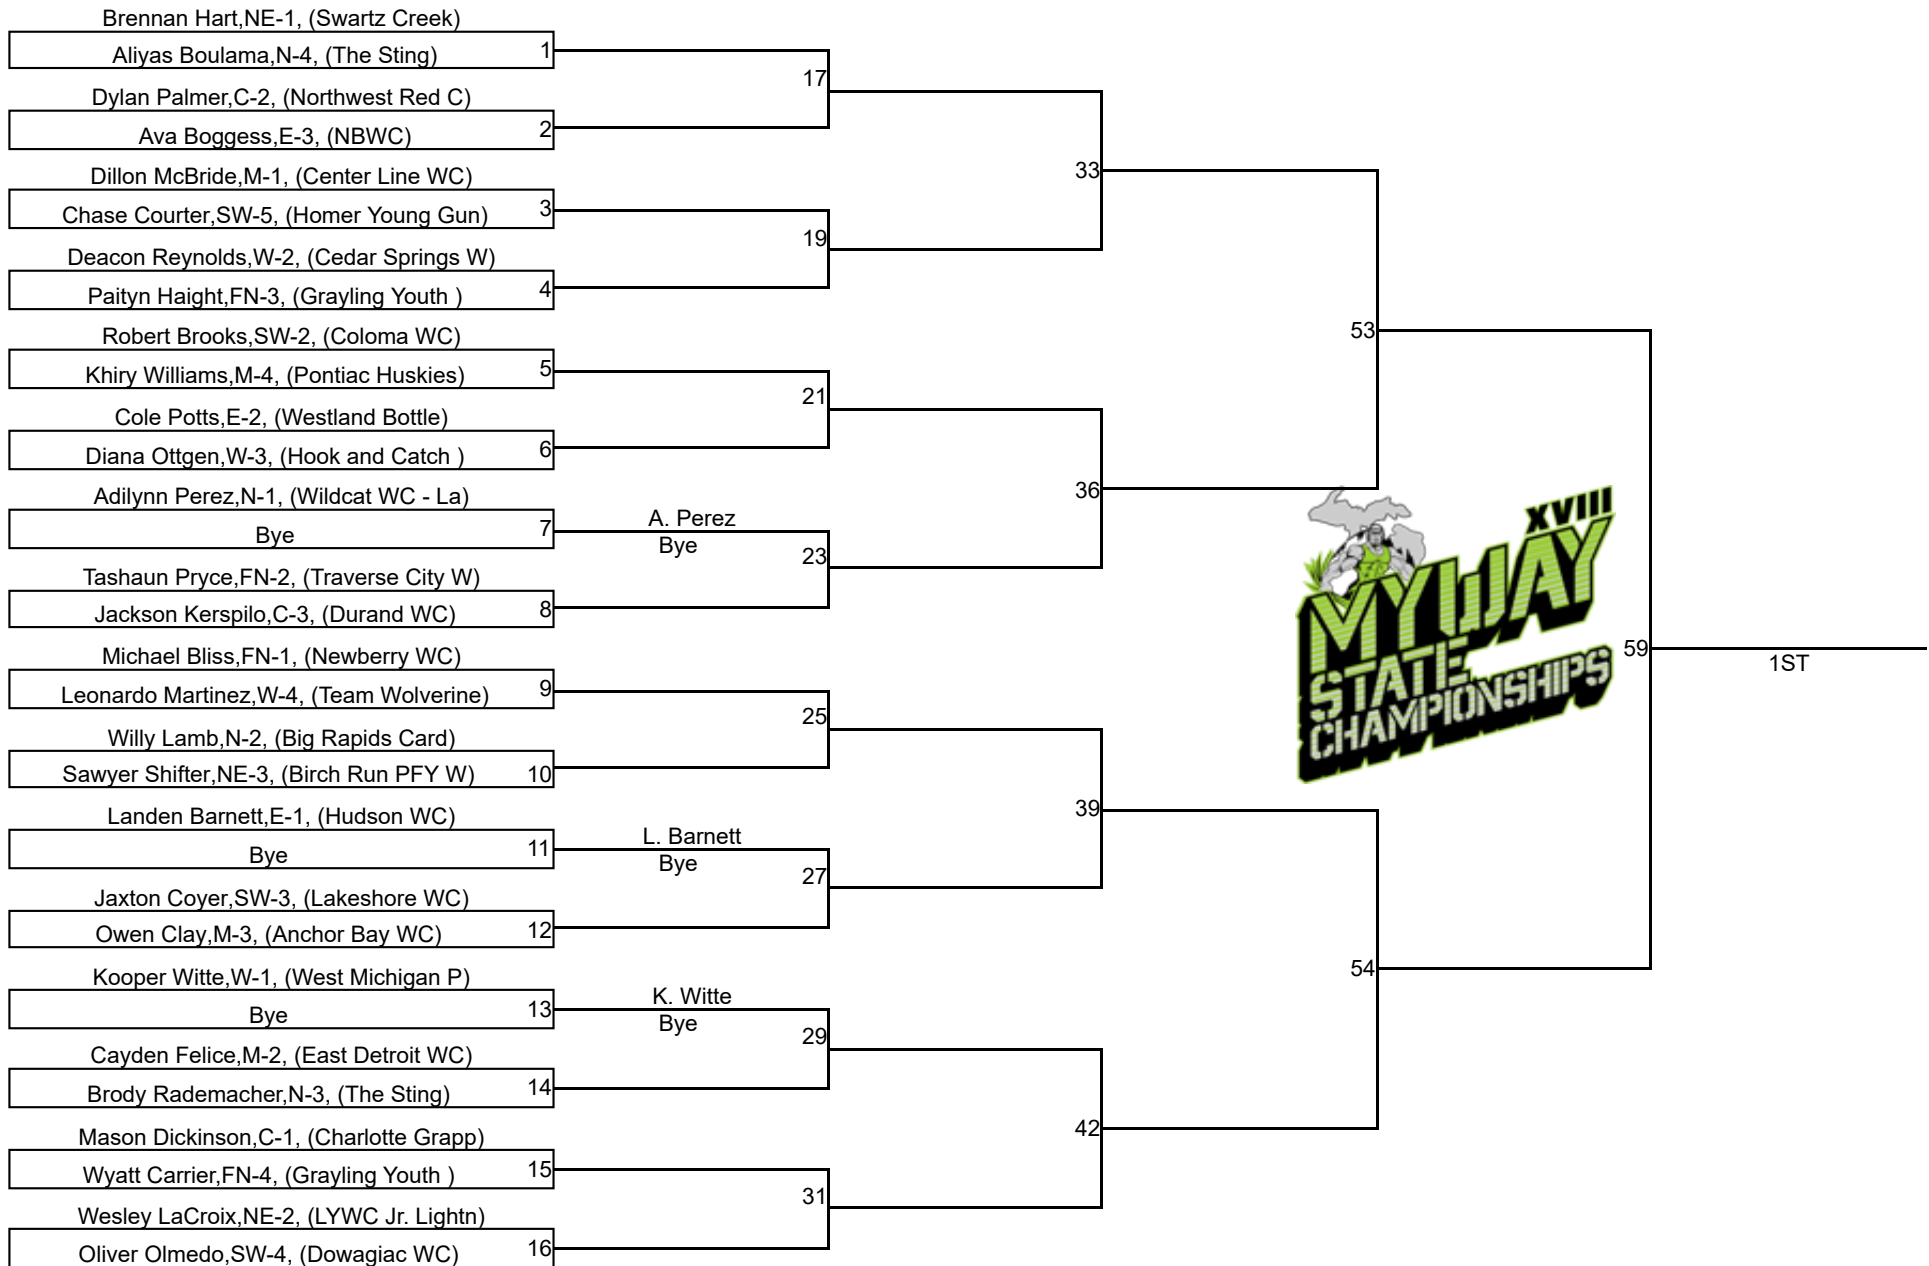 Brennan Hart,NE-1, (Swartz Creek)
Aliyas Boulama,N-4, (The Sting)
1
17
Dylan Palmer,C-2, (Northwest Red C)
Ava Boggess,E-3, (NBWC)
2
33
Dillon McBride,M-1, (Center Line WC)
Chase Courter,SW-5, (Homer Young Gun)
3
19
Deacon Reynolds,W-2, (Cedar Springs W)
Paityn Haight,FN-3, (Grayling Youth )
4
53
Robert Brooks,SW-2, (Coloma WC)
Khiry Williams,M-4, (Pontiac Huskies)
5
21
Cole Potts,E-2, (Westland Bottle)
Diana Ottgen,W-3, (Hook and Catch )
6
36
Adilynn Perez,N-1, (Wildcat WC - La)
Bye
7
A. Perez
Bye
23
Tashaun Pryce,FN-2, (Traverse City W)
Jackson Kerspilo,C-3, (Durand WC)
8
XVIII
MYWAY
STATE
CHAMPIONSHIPS
59
1ST
Michael Bliss,FN-1, (Newberry WC)
Leonardo Martinez,W-4, (Team Wolverine)
9
25
Willy Lamb,N-2, (Big Rapids Card)
Sawyer Shifter,NE-3, (Birch Run PFY W)
10
39
Landen Barnett,E-1, (Hudson WC)
Bye
11
L. Barnett
Bye
27
Jaxton Coyer,SW-3, (Lakeshore WC)
Owen Clay,M-3, (Anchor Bay WC)
12
54
Kooper Witte,W-1, (West Michigan P)
Bye
13
K. Witte
Bye
29
Cayden Felice,M-2, (East Detroit WC)
Brody Rademacher,N-3, (The Sting)
14
42
Mason Dickinson,C-1, (Charlotte Grapp)
Wyatt Carrier,FN-4, (Grayling Youth )
15
31
Wesley LaCroix,NE-2, (LYWC Jr. Lightn)
Oliver Olmedo,SW-4, (Dowagiac WC)
16